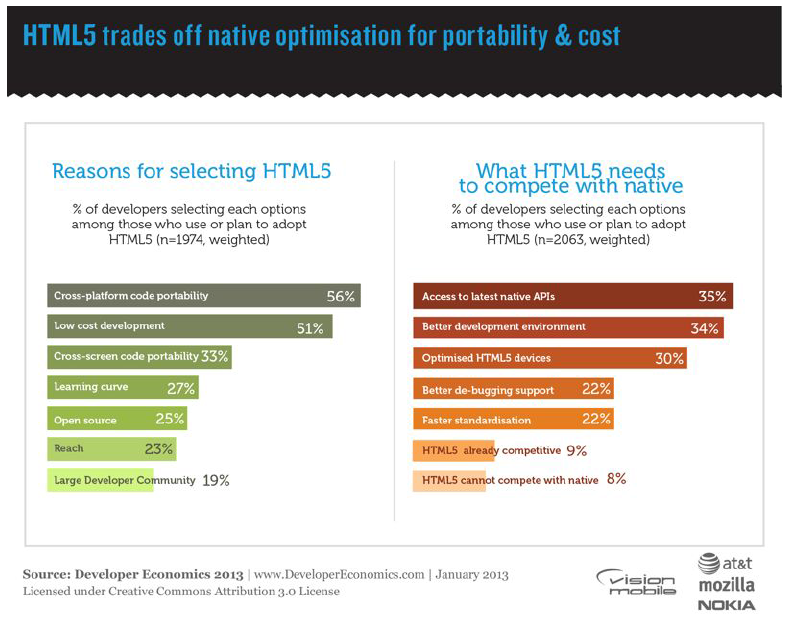 HTML5 trades off native optimisation for portability & cost
Reasons for selecting HTML5
% of developers selecting each options
among those who use or plan to adopt
HTML5 (n=1974, weighted)
Cross-platform code portability 56%
Low cost development 51%
Cross-screen code portability 33%
Learning curve 27%
Open source 25%
Reach 23%
Large Developer Community 19%
What HTML5 needs
to compete with native
% of developers selecting each options
among those who use or plan to adopt
HTML5 (n=2063, weighted)
Access to latest native APIs 35%
Better development environment 34%
Optimised HTML5 devices 30%
Better de-bugging support 22%
Faster standardisation 22%
HTML5 already competitive 9%
HTML5 cannot compete with native 8%
Source: Developer Economics 2013 | www.DeveloperEconomics.com | January 2013
Licensed under Creative Commons Attribution 3.0 License
vision
mobile
at&t
mozilla
NOKIA